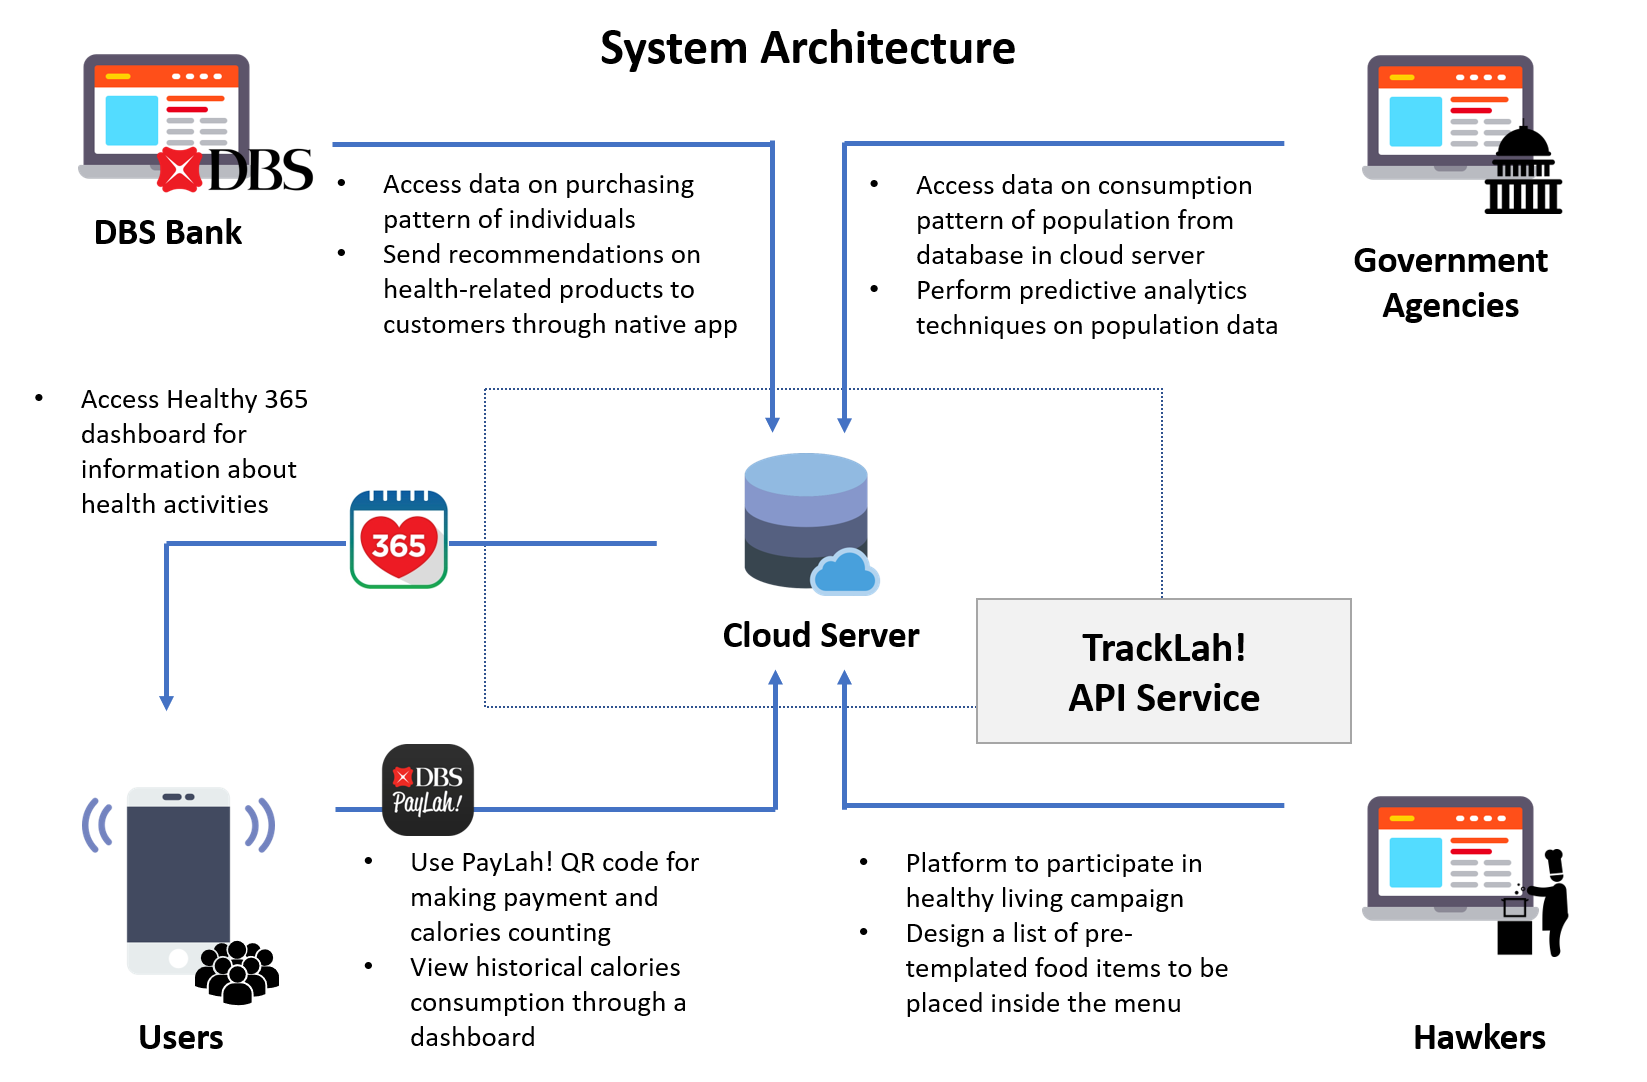 System Architecture
DBS
DBS Bank
• Access data on purchasing
pattern of individuals
• Send recommendations on
health-related products to
customers through native app
• Access data on consumption
pattern of population from
database in cloud server
• Perform predictive analytics
techniques on population data
Government
Agencies
• Access Healthy 365
dashboard for
information about
health activities
365
Cloud Server
TrackLah!
API Service
DBS
PayLah!
Users
• Use PayLah! QR code for
making payment and
calories counting
• View historical calories
consumption through a
dashboard
• Platform to participate in
healthy living campaign
• Design a list of pre-
templated food items to be
placed inside the menu
Hawkers